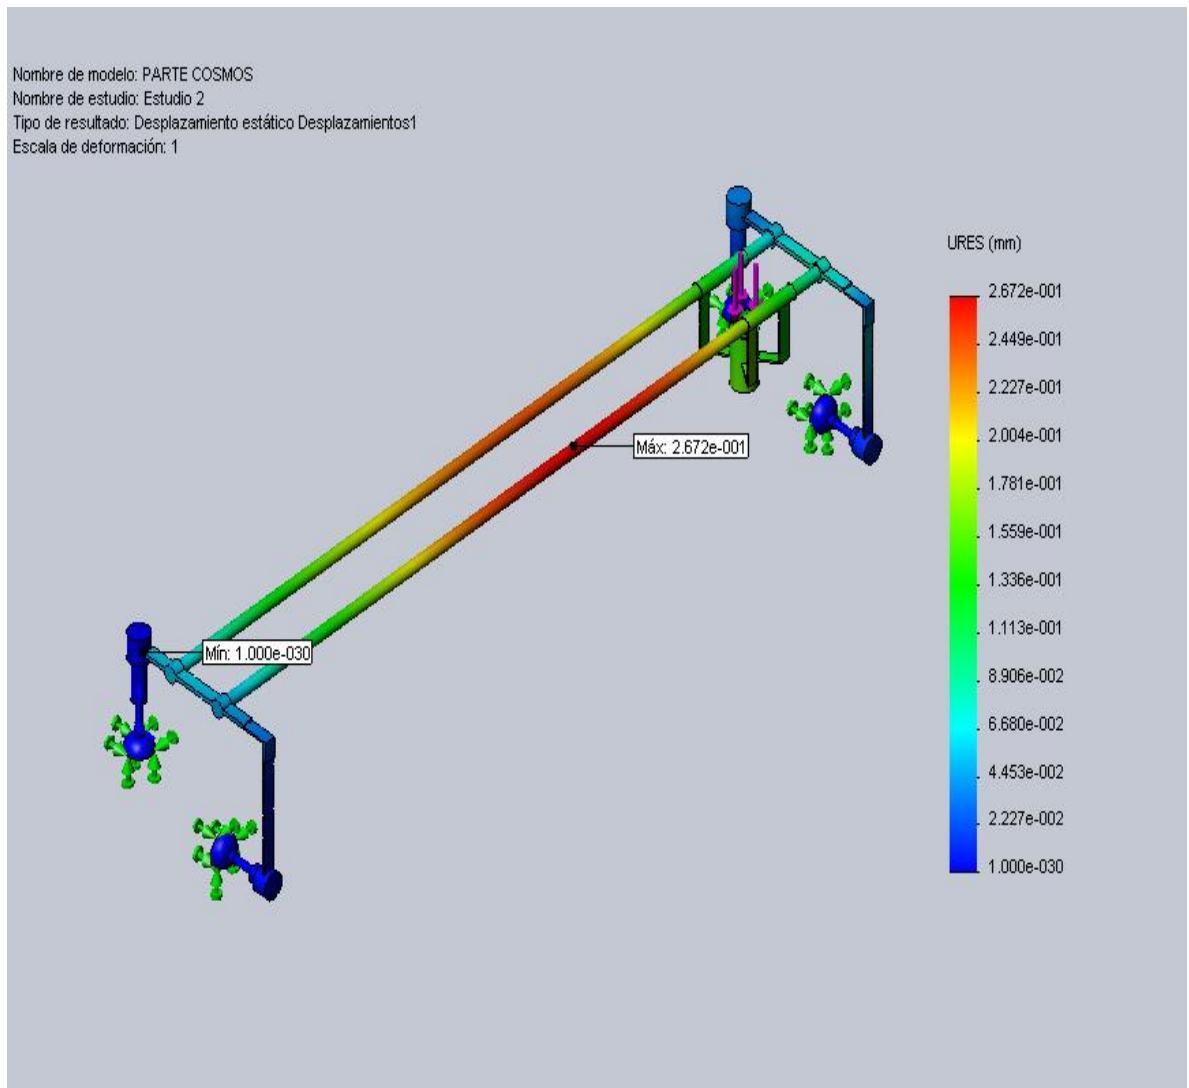 Nombre de modelo: PARTE COSMOS
Nombre de estudio: Estudio 2
Tipo de resultado: Desplazamiento estático Desplazamientos1
Escala de deformación: 1
URES (mm)
2.672e-001
2.449e-001
2.227e-001
2.004e-001
1.781e-001
1.559e-001
1.336e-001
1.113e-001
8.906e-002
6.680e-002
4.453e-002
2.227e-002
1.000e-030
Máx: 2.672e-001
Mín: 1.000e-030